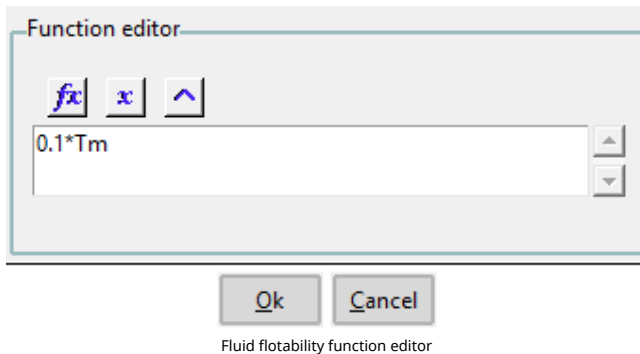 Function editor
fx x ^
0.1*Tm
Ok Cancel
Fluid flotability function editor